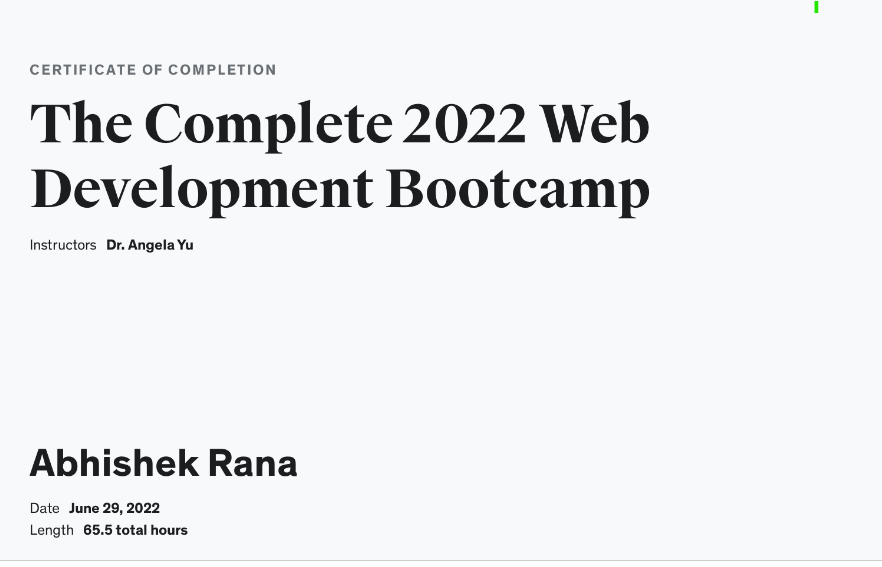 CERTIFICATE OF COMPLETION
The Complete 2022 Web
Development Bootcamp
Instructors Dr. Angela Yu
Abhishek Rana
Date June 29, 2022
Length 65.5 total hours